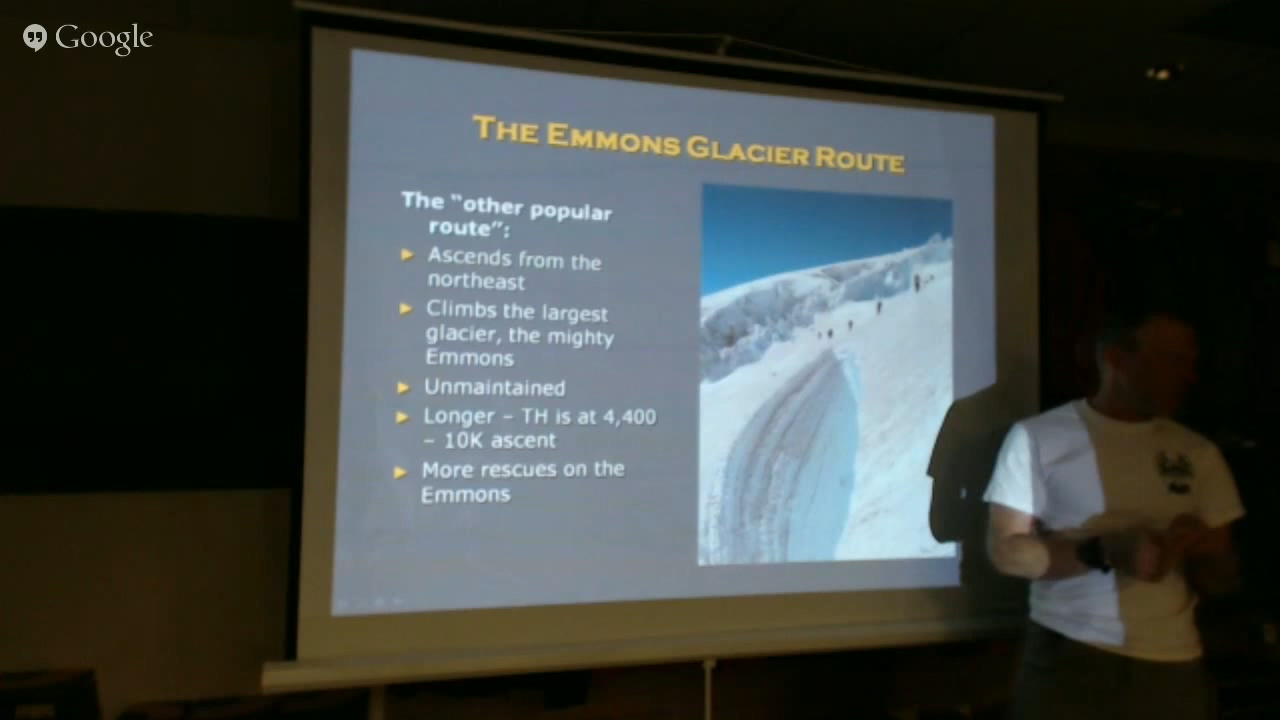 Google
THE EMMONS GLACIER ROUTE
The “other popular
route”:
Ascends from the
northeast
Climbs the largest
glacier, the mighty
Emmons
Unmaintained
Longer – TH is at 4,400
– 10K ascent
More rescues on the
Emmons